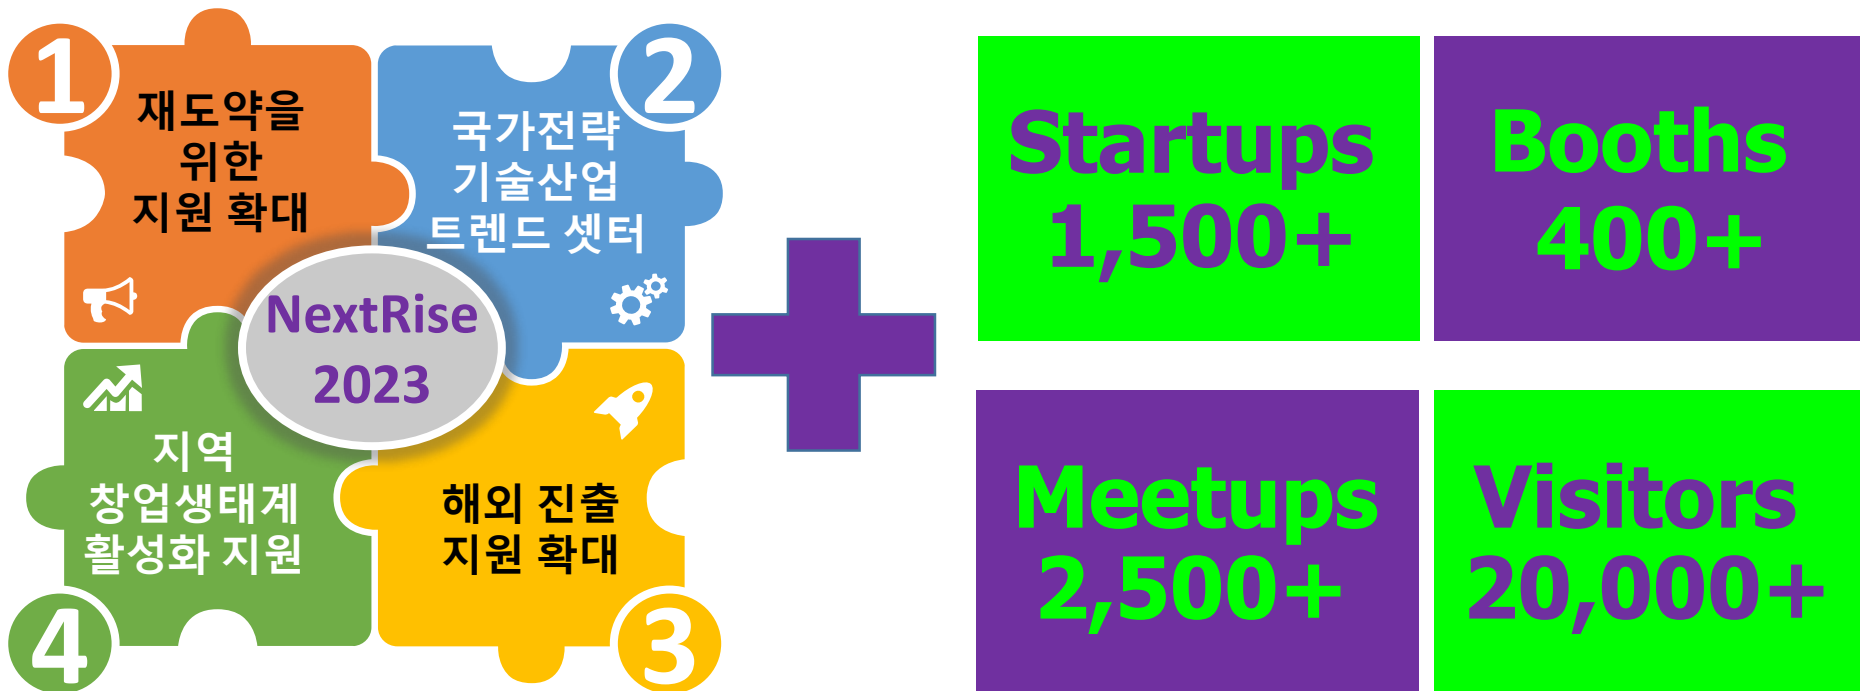 1
재도약을
위한
지원 확대
2
국가전략
기술산업
트렌드 셋터
NextRise
2023
4
지역
창업생태계
활성화 지원
3
해외 진출
지원 확대
Startups
1,500+
Booths
400+
Meetups
2,500+
Visitors
20,000+